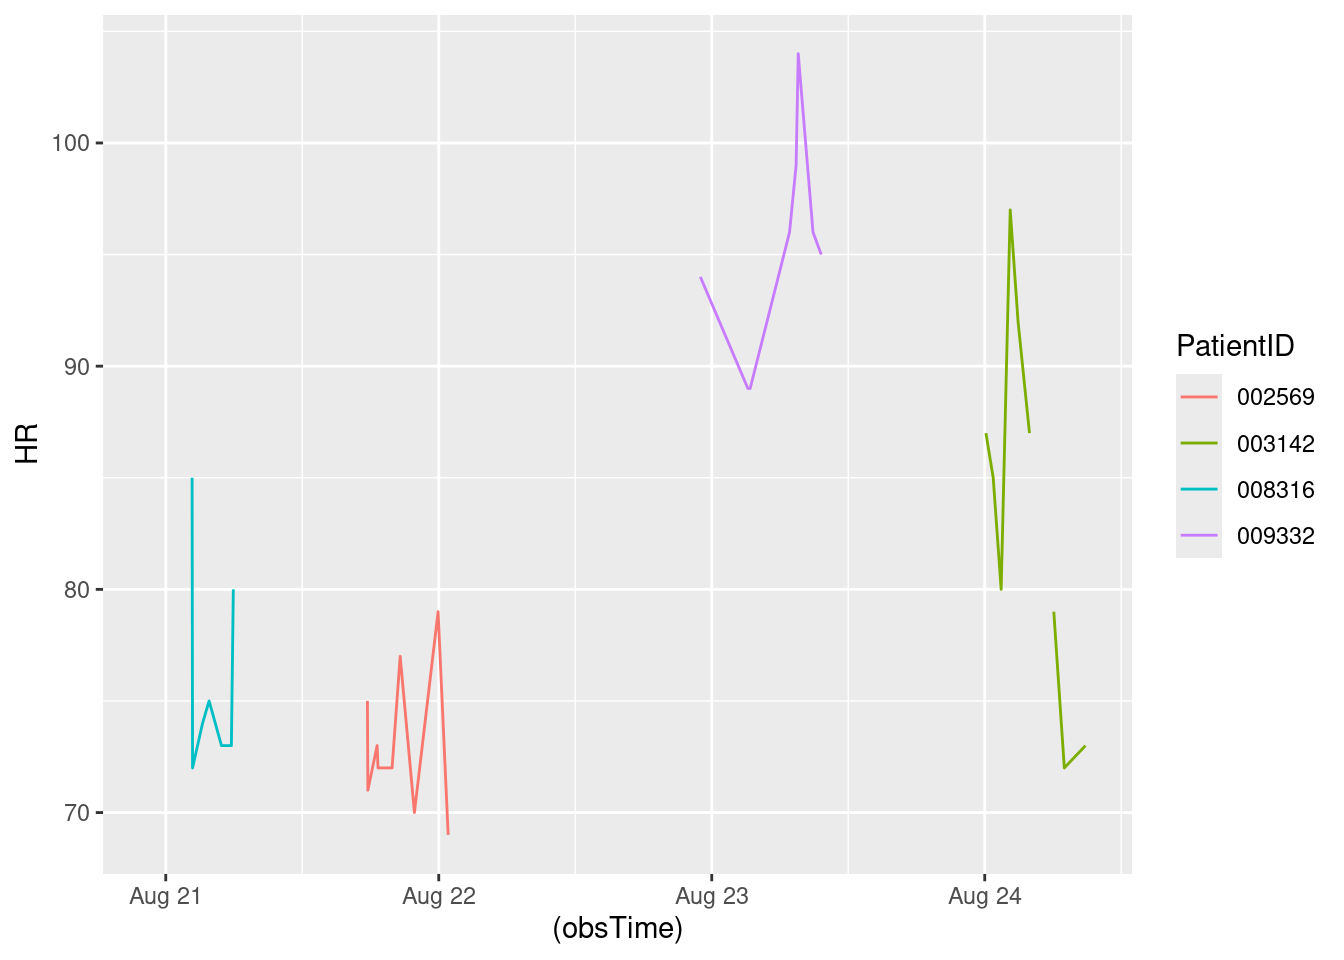 100
90
80
70
HR
Aug 21
Aug 22
Aug 23
Aug 24
(obsTime)
PatientID
002569
003142
008316
009332